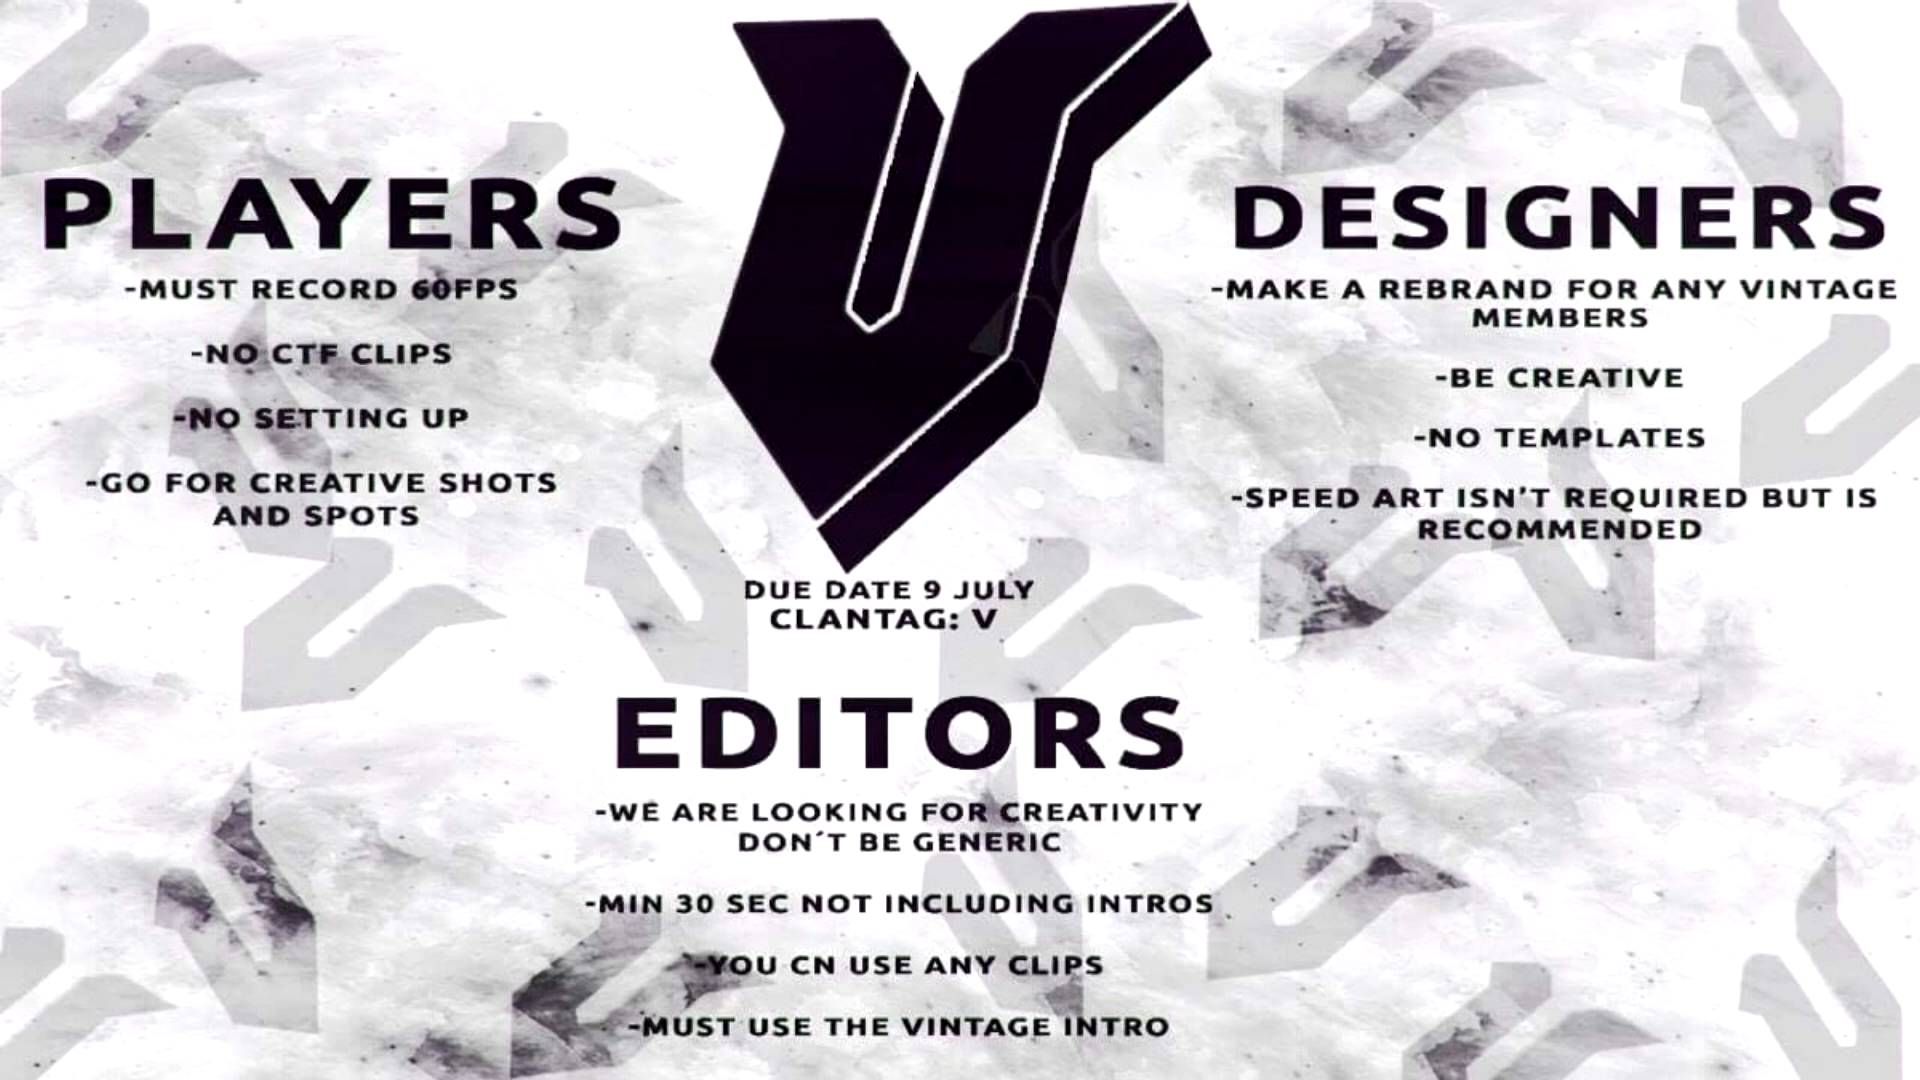 PLAYERS
-MUST RECORD 60FPS
-NO CTF CLIPS
-NO SETTING UP
-GO FOR CREATIVE SHOTS
AND SPOTS
DESIGNERS
-MAKE A REBRAND FOR ANY VINTAGE
MEMBERS
-BE CREATIVE
-NO TEMPLATES
-SPEED ART ISN'T REQUIRED BUT IS
RECOMMENDED
DUE DATE 9 JULY
CLANTAG: V
EDITORS
-WE ARE LOOKING FOR CREATIVITY
DON´T BE GENERIC
-MIN 30 SEC NOT INCLUDING INTROS
-YOU CN USE ANY CLIPS
-MUST USE THE VINTAGE INTRO